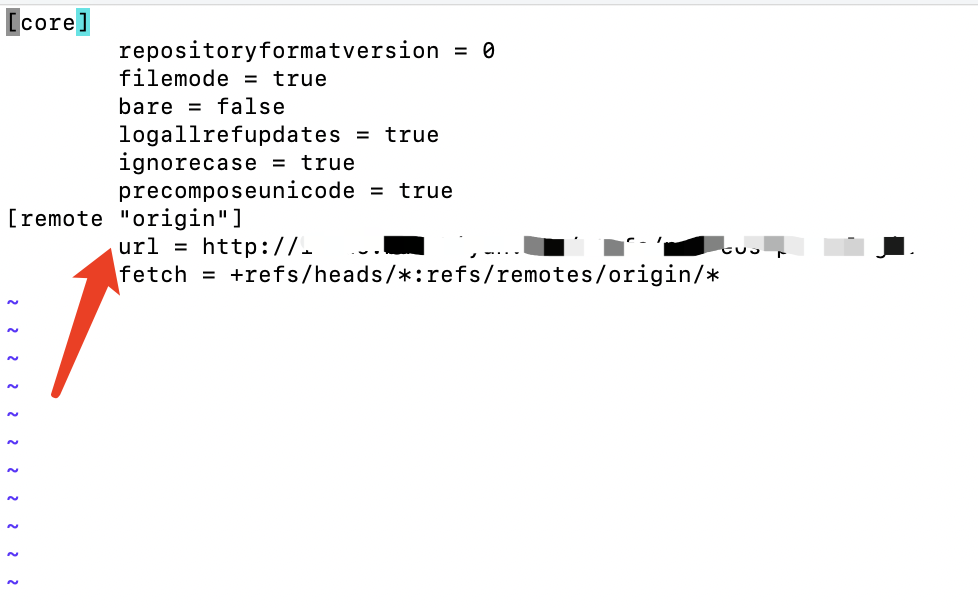 [core]
repositoryformatversion = 0
filemode = true
bare = false
logallrefupdates = true
ignorecase = true
precomposeunicode = true
[remote "origin"]
url = http://
fetch = +refs/heads/*:refs/remotes/origin/*
~
~
~
~
~
~
~
~
~
~
~